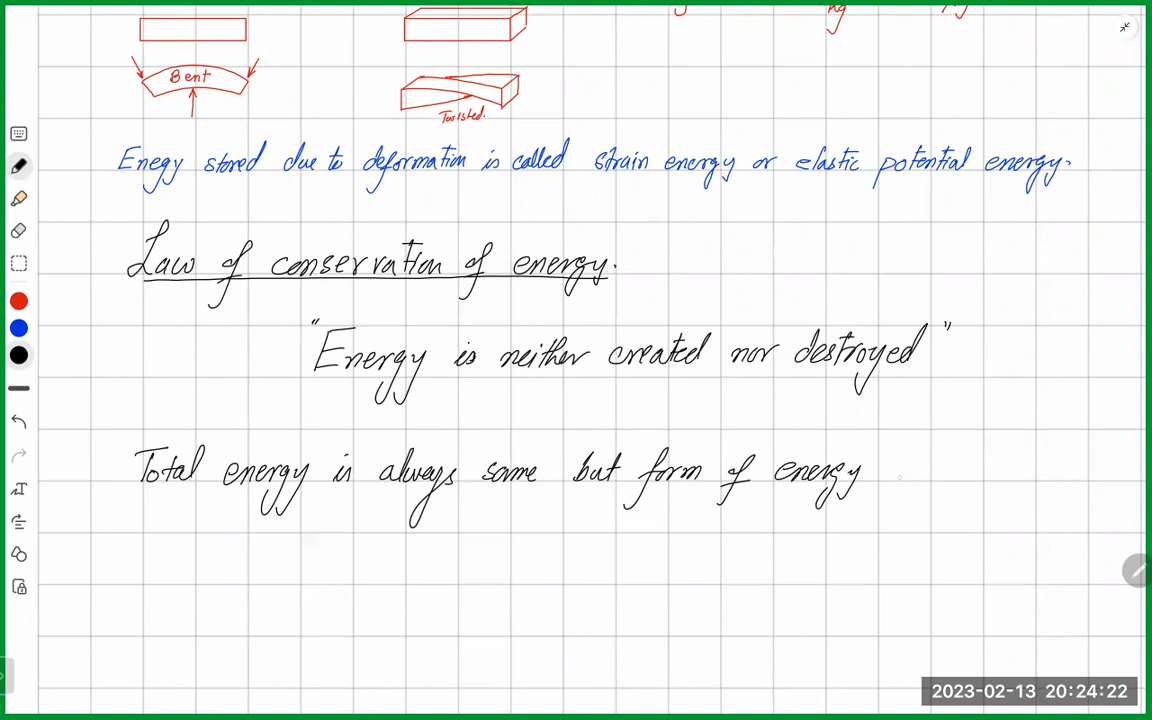 Bent
Twisted.
Enegy stored due to deformation is called strain energy or elastic potential energy.
Law of conservation of energy.
"Energy is neither created nor destroyed"
Total energy is always same but form of energy
2023-02-13 20:24:22